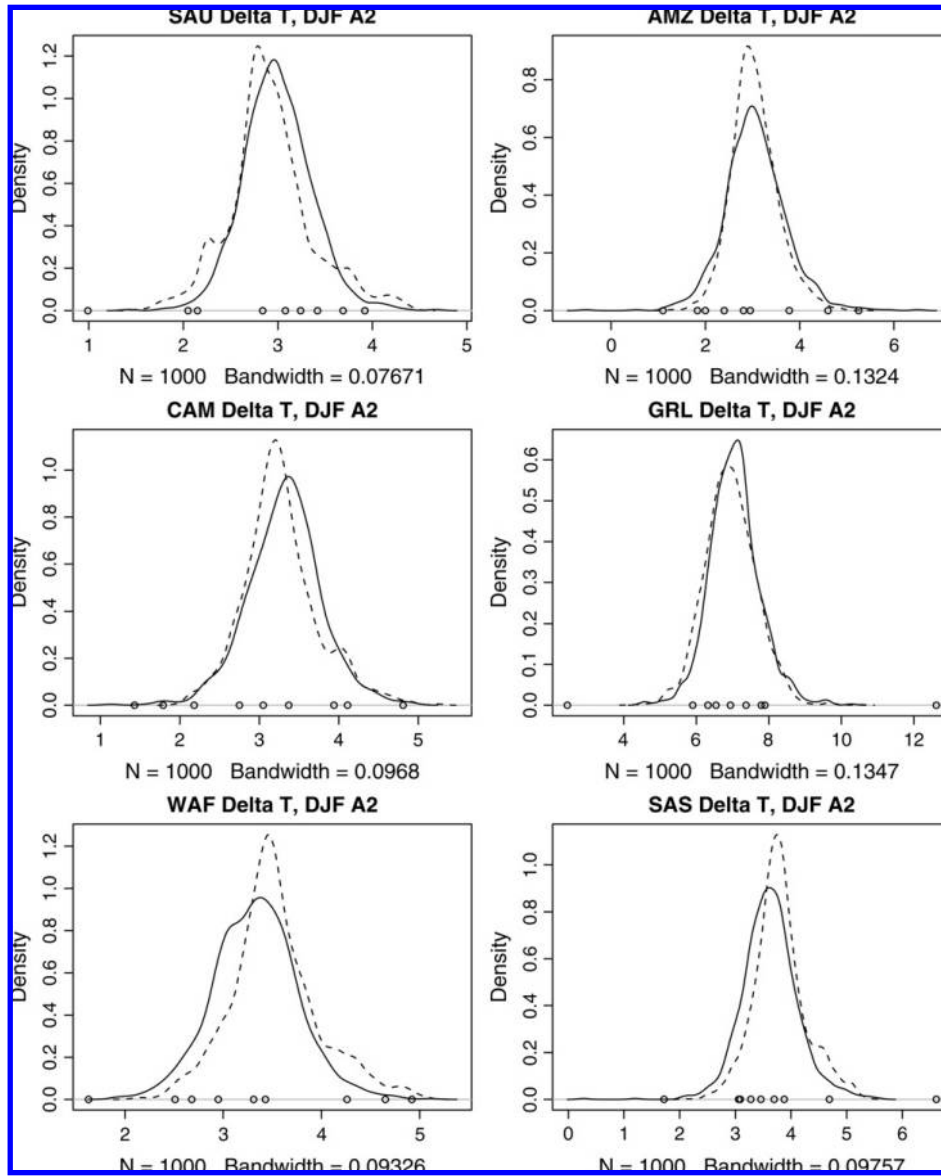 SAU Delta T, DJF A2
Density
0.0 0.2 0.4 0.6 0.8 1.0 1.2
1 2 3 4 5
N = 1000 Bandwidth = 0.07671
AMZ Delta T, DJF A2
Density
0.0 0.2 0.4 0.6 0.8
0 2 4 6
N = 1000 Bandwidth = 0.1324
CAM Delta T, DJF A2
Density
0.0 0.2 0.4 0.6 0.8 1.0
1 2 3 4 5
N = 1000 Bandwidth = 0.0968
GRL Delta T, DJF A2
Density
0.0 0.1 0.2 0.3 0.4 0.5 0.6
4 6 8 10 12
N = 1000 Bandwidth = 0.1347
WAF Delta T, DJF A2
Density
0.0 0.2 0.4 0.6 0.8 1.0 1.2
2 3 4 5
N = 1000 Bandwidth = 0.09326
SAS Delta T, DJF A2
Density
0.0 0.2 0.4 0.6 0.8 1.0
0 1 2 3 4 5 6
N = 1000 Bandwidth = 0.09757